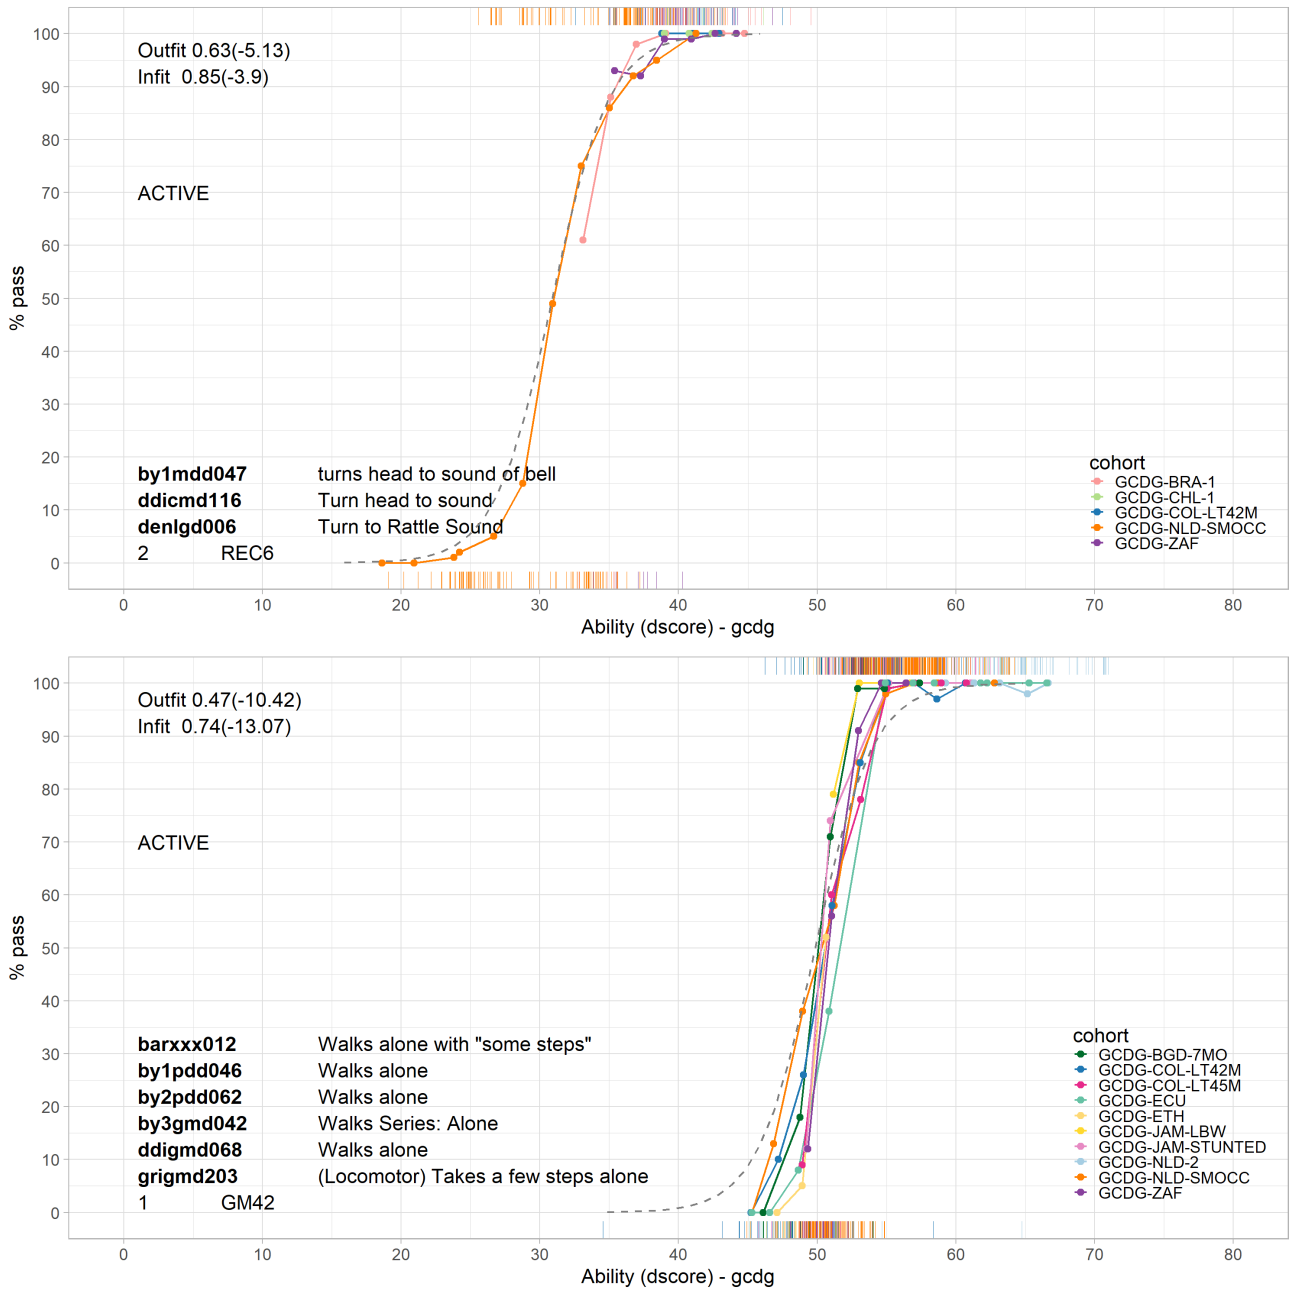 100
90
80
70
60
50
40
30
20
10
0
% pass
Outfit 0.63(-5.13)
Infit 0.85(-3.9)
ACTIVE
by1mdd047 turns head to sound of bell
ddicmd116 Turn head to sound
denlgd006 Turn to Rattle Sound
2 REC6
cohort
GCDG-BRA-1
GCDG-CHL-1
GCDG-COL-LT42M
GCDG-NLD-SMOCC
GCDG-ZAF
0 10 20 30 40 50 60 70 80
Ability (dscore) - gcdg
100
90
80
70
60
50
40
30
20
10
0
% pass
Outfit 0.47(-10.42)
Infit 0.74(-13.07)
ACTIVE
barxxx012 Walks alone with "some steps"
by1pdd046 Walks alone
by2pdd062 Walks alone
by3gmd042 Walks Series: Alone
ddigmd068 Walks alone
grigmd203 (Locomotor) Takes a few steps alone
1 GM42
cohort
GCDG-BGD-7MO
GCDG-COL-LT42M
GCDG-COL-LT45M
GCDG-ECU
GCDG-ETH
GCDG-JAM-LBW
GCDG-JAM-STUNTED
GCDG-NLD-2
GCDG-NLD-SMOCC
GCDG-ZAF
0 10 20 30 40 50 60 70 80
Ability (dscore) - gcdg